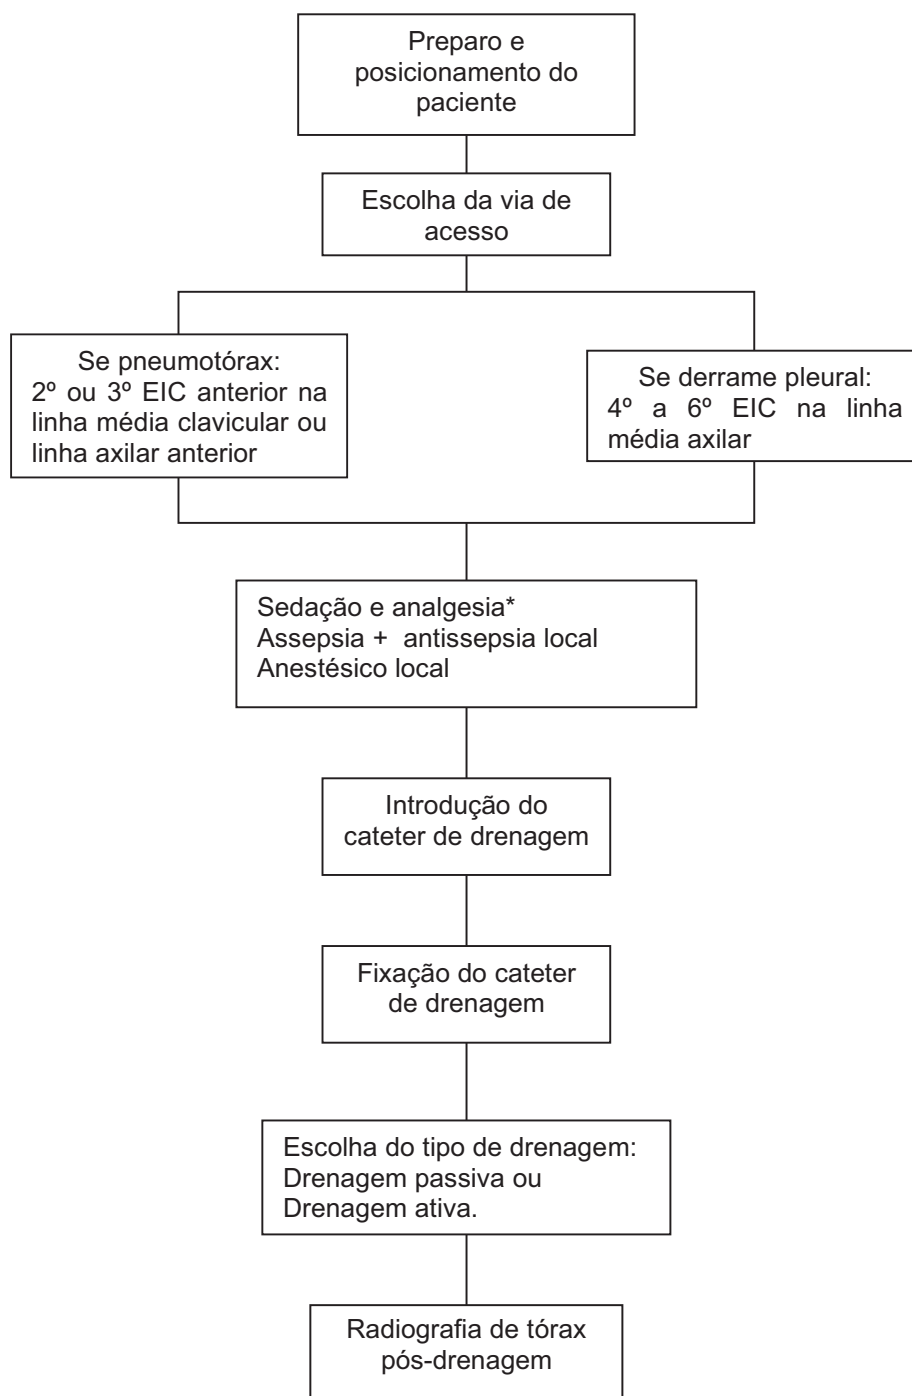 Preparo e
posicionamento do
paciente
Escolha da via de
acesso
Se pneumotórax:
2º ou 3º EIC anterior na
linha média clavicular ou
linha axilar anterior
Se derrame pleural:
4º a 6º EIC na linha
média axilar
Sedação e analgesia*
Assepsia + antissepsia local
Anestésico local
Introdução do
cateter de drenagem
Fixação do cateter
de drenagem
Escolha do tipo de drenagem:
Drenagem passiva ou
Drenagem ativa.
Radiografia de tórax
pós-drenagem